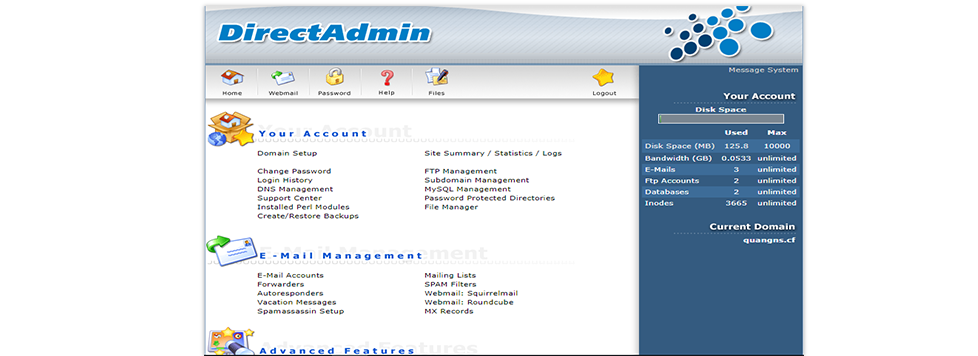 DirectAdmin
Home Webmail Password Help Files Logout
Your Account
Domain Setup Site Summary / Statistics / Logs
Change Password FTP Management
Login History Subdomain Management
DNS Management MySQL Management
Support Center Password Protected Directories
Installed Perl Modules File Manager
Create/Restore Backups
E-Mail Management
E-Mail Accounts Mailing Lists
Forwarders SPAM Filters
Autoresponders Webmail: Squirrelmail
Vacation Messages Webmail: Roundcube
Spamassassin Setup MX Records
Advanced Features
Message System
Your Account
Disk Space
Used Max
Disk Space (MB) 125.8 10000
Bandwidth (GB) 0.0533 unlimited
E-Mails 3 unlimited
Ftp Accounts 2 unlimited
Databases 2 unlimited
Inodes 3665 unlimited
Current Domain
quangns.cf